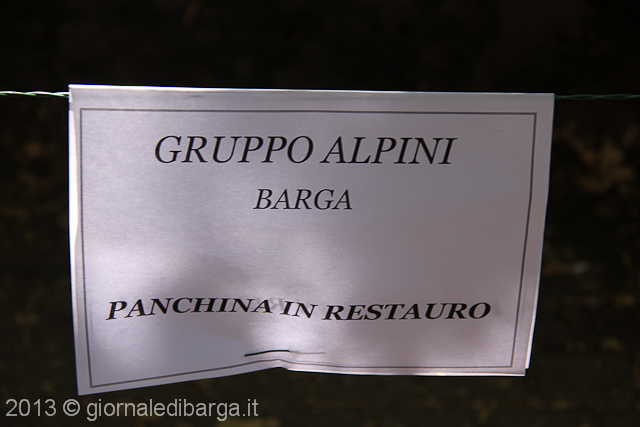 GRUPPO ALPINI
BARGA
PANCHINA IN RESTAURO
2013 © giornaledibarga.it